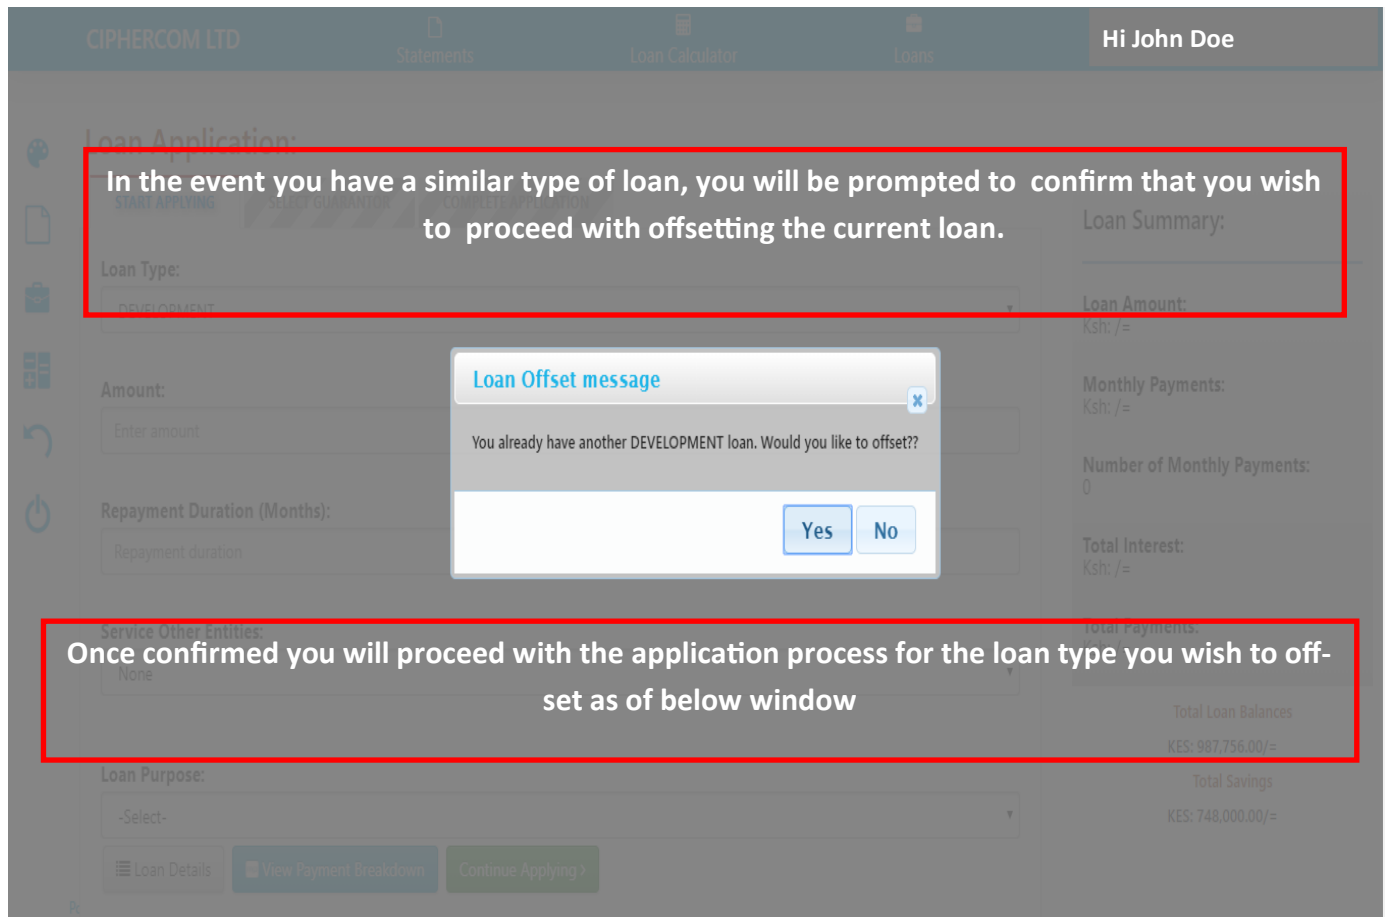 CIPHERCOM LTD
Statements
Loan Calculator
Loans
Hi John Doe
Loan Application:
In the event you have a similar type of loan, you will be prompted to confirm that you wish
to proceed with offsetting the current loan.
START APPLYING
SELECT GUARANTOR
COMPLETE APPLICATION
Loan Type:
DEVELOPMENT
Amount:
Enter amount
Repayment Duration (Months):
Repayment duration
Loan Offset message
You already have another DEVELOPMENT loan. Would you like to offset??
Yes
No
Service Other Entities:
None
Once confirmed you will proceed with the application process for the loan type you wish to off-
set as of below window
Loan Purpose:
-Select-
Loan Details
View Payment Breakdown
Continue Applying >
Loan Summary:
Loan Amount:
Ksh: /=
Monthly Payments:
Ksh: /=
Number of Monthly Payments:
0
Total Interest:
Ksh: /=
Total Payments:
Total Loan Balances
KES: 987,756.00/=
Total Savings
KES: 748,000.00/=